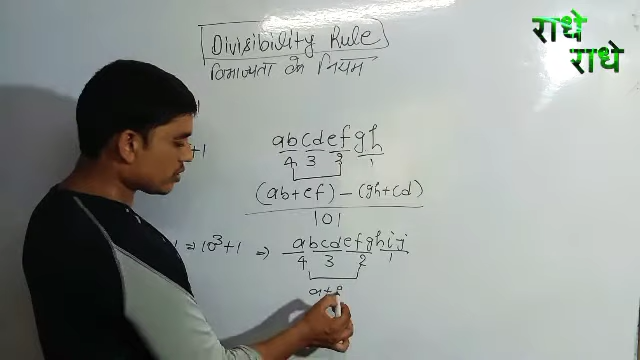 राधे
राधे
Divisibility Rule
विभाज्यता के नियम
+1
abcdefgh
4 3 2 1
(ab+ef) - (gh+cd)
101
= 10³+1 ⇒ abcdefghij
4 3 2 1